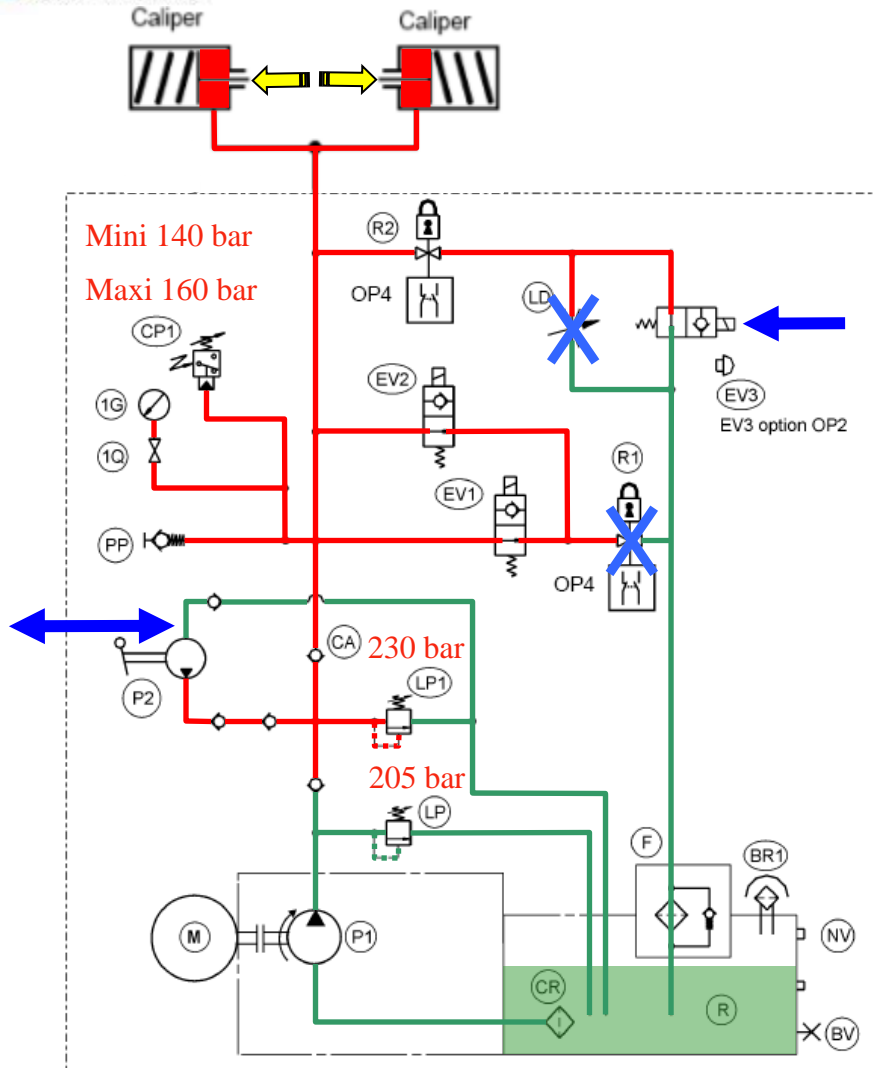 Caliper
Caliper
Mini 140 bar
Maxi 160 bar
R2
OP4
LD
CP1
EV2
EV3
EV3 option OP2
1G
1Q
R1
EV1
PP
OP4
CA
230 bar
LP1
P2
205 bar
LP
F
BR1
M
P1
NV
CR
R
BV